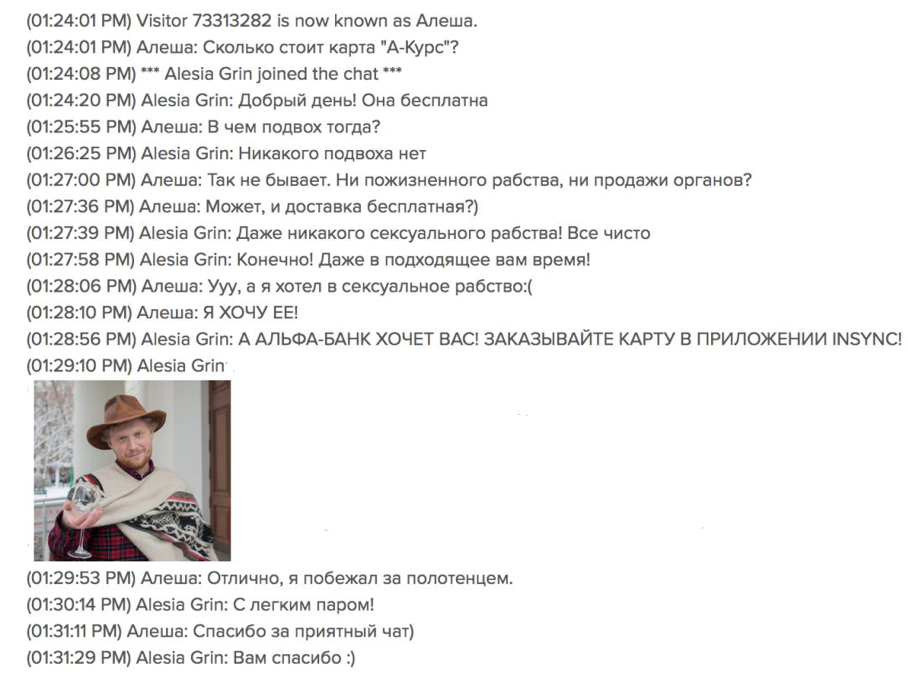 (01:24:01 PM) Visitor 73313282 is now known as Алеша.
(01:24:01 PM) Алеша: Сколько стоит карта "А-Курс"?
(01:24:08 PM) *** Alesia Grin joined the chat ***
(01:24:20 PM) Alesia Grin: Добрый день! Она бесплатна
(01:25:55 PM) Алеша: В чем подвох тогда?
(01:26:25 PM) Alesia Grin: Никакого подвоха нет
(01:27:00 PM) Алеша: Так не бывает. Ни пожизненного рабства, ни продажи органов?
(01:27:36 PM) Алеша: Может, и доставка бесплатная?)
(01:27:39 PM) Alesia Grin: Даже никакого сексуального рабства! Все чисто
(01:27:58 PM) Alesia Grin: Конечно! Даже в подходящее вам время!
(01:28:06 PM) Алеша: Ууу, а я хотел в сексуальное рабство:(
(01:28:10 PM) Алеша: Я ХОЧУ ЕЕ!
(01:28:56 PM) Alesia Grin: А АЛЬФА-БАНК ХОЧЕТ ВАС! ЗАКАЗЫВАЙТЕ КАРТУ В ПРИЛОЖЕНИИ INSYNC!
(01:29:10 PM) Alesia Grin
(01:29:53 PM) Алеша: Отлично, я побежал за полотенцем.
(01:30:14 PM) Alesia Grin: С легким паром!
(01:31:11 PM) Алеша: Спасибо за приятный чат)
(01:31:29 PM) Alesia Grin: Вам спасибо :)